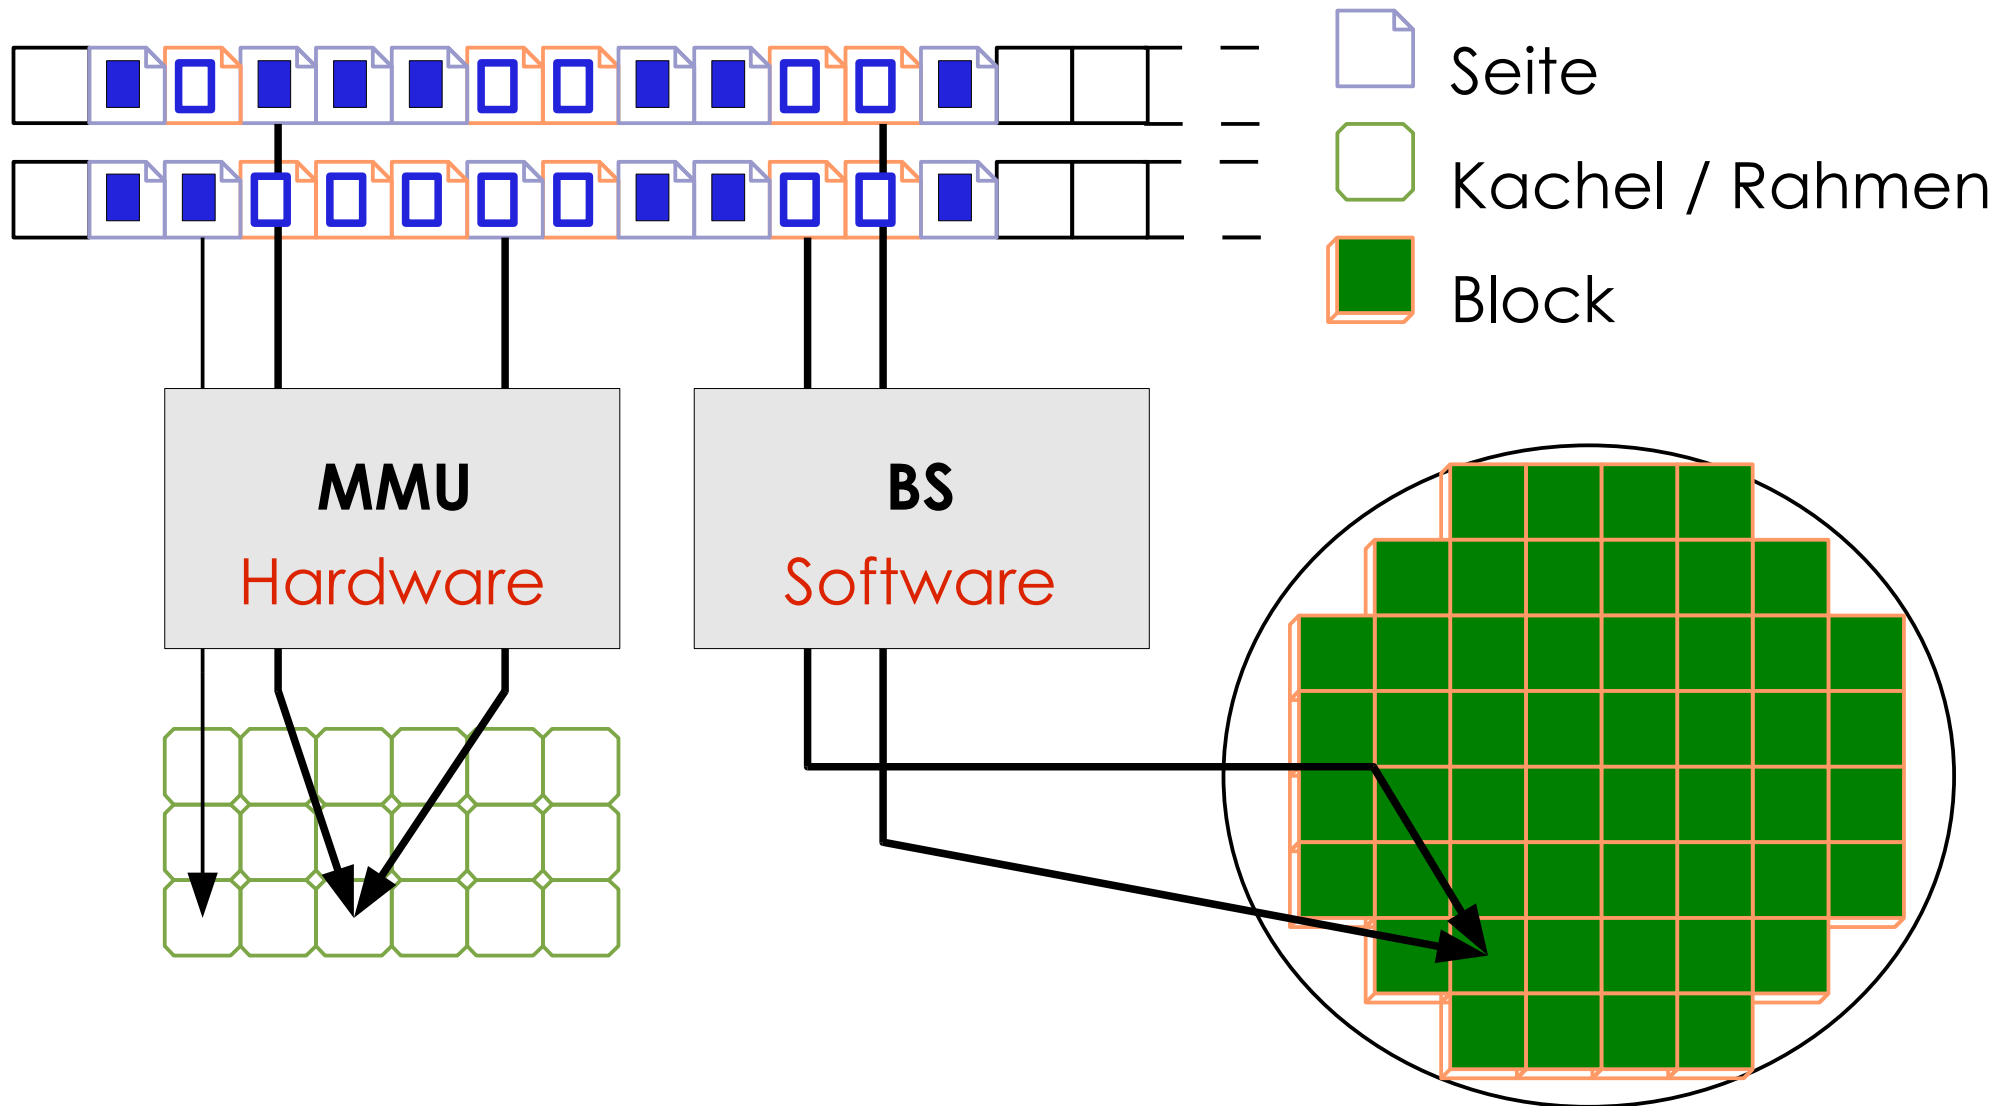 Seite
Kachel / Rahmen
Block
MMU
Hardware
BS
Software